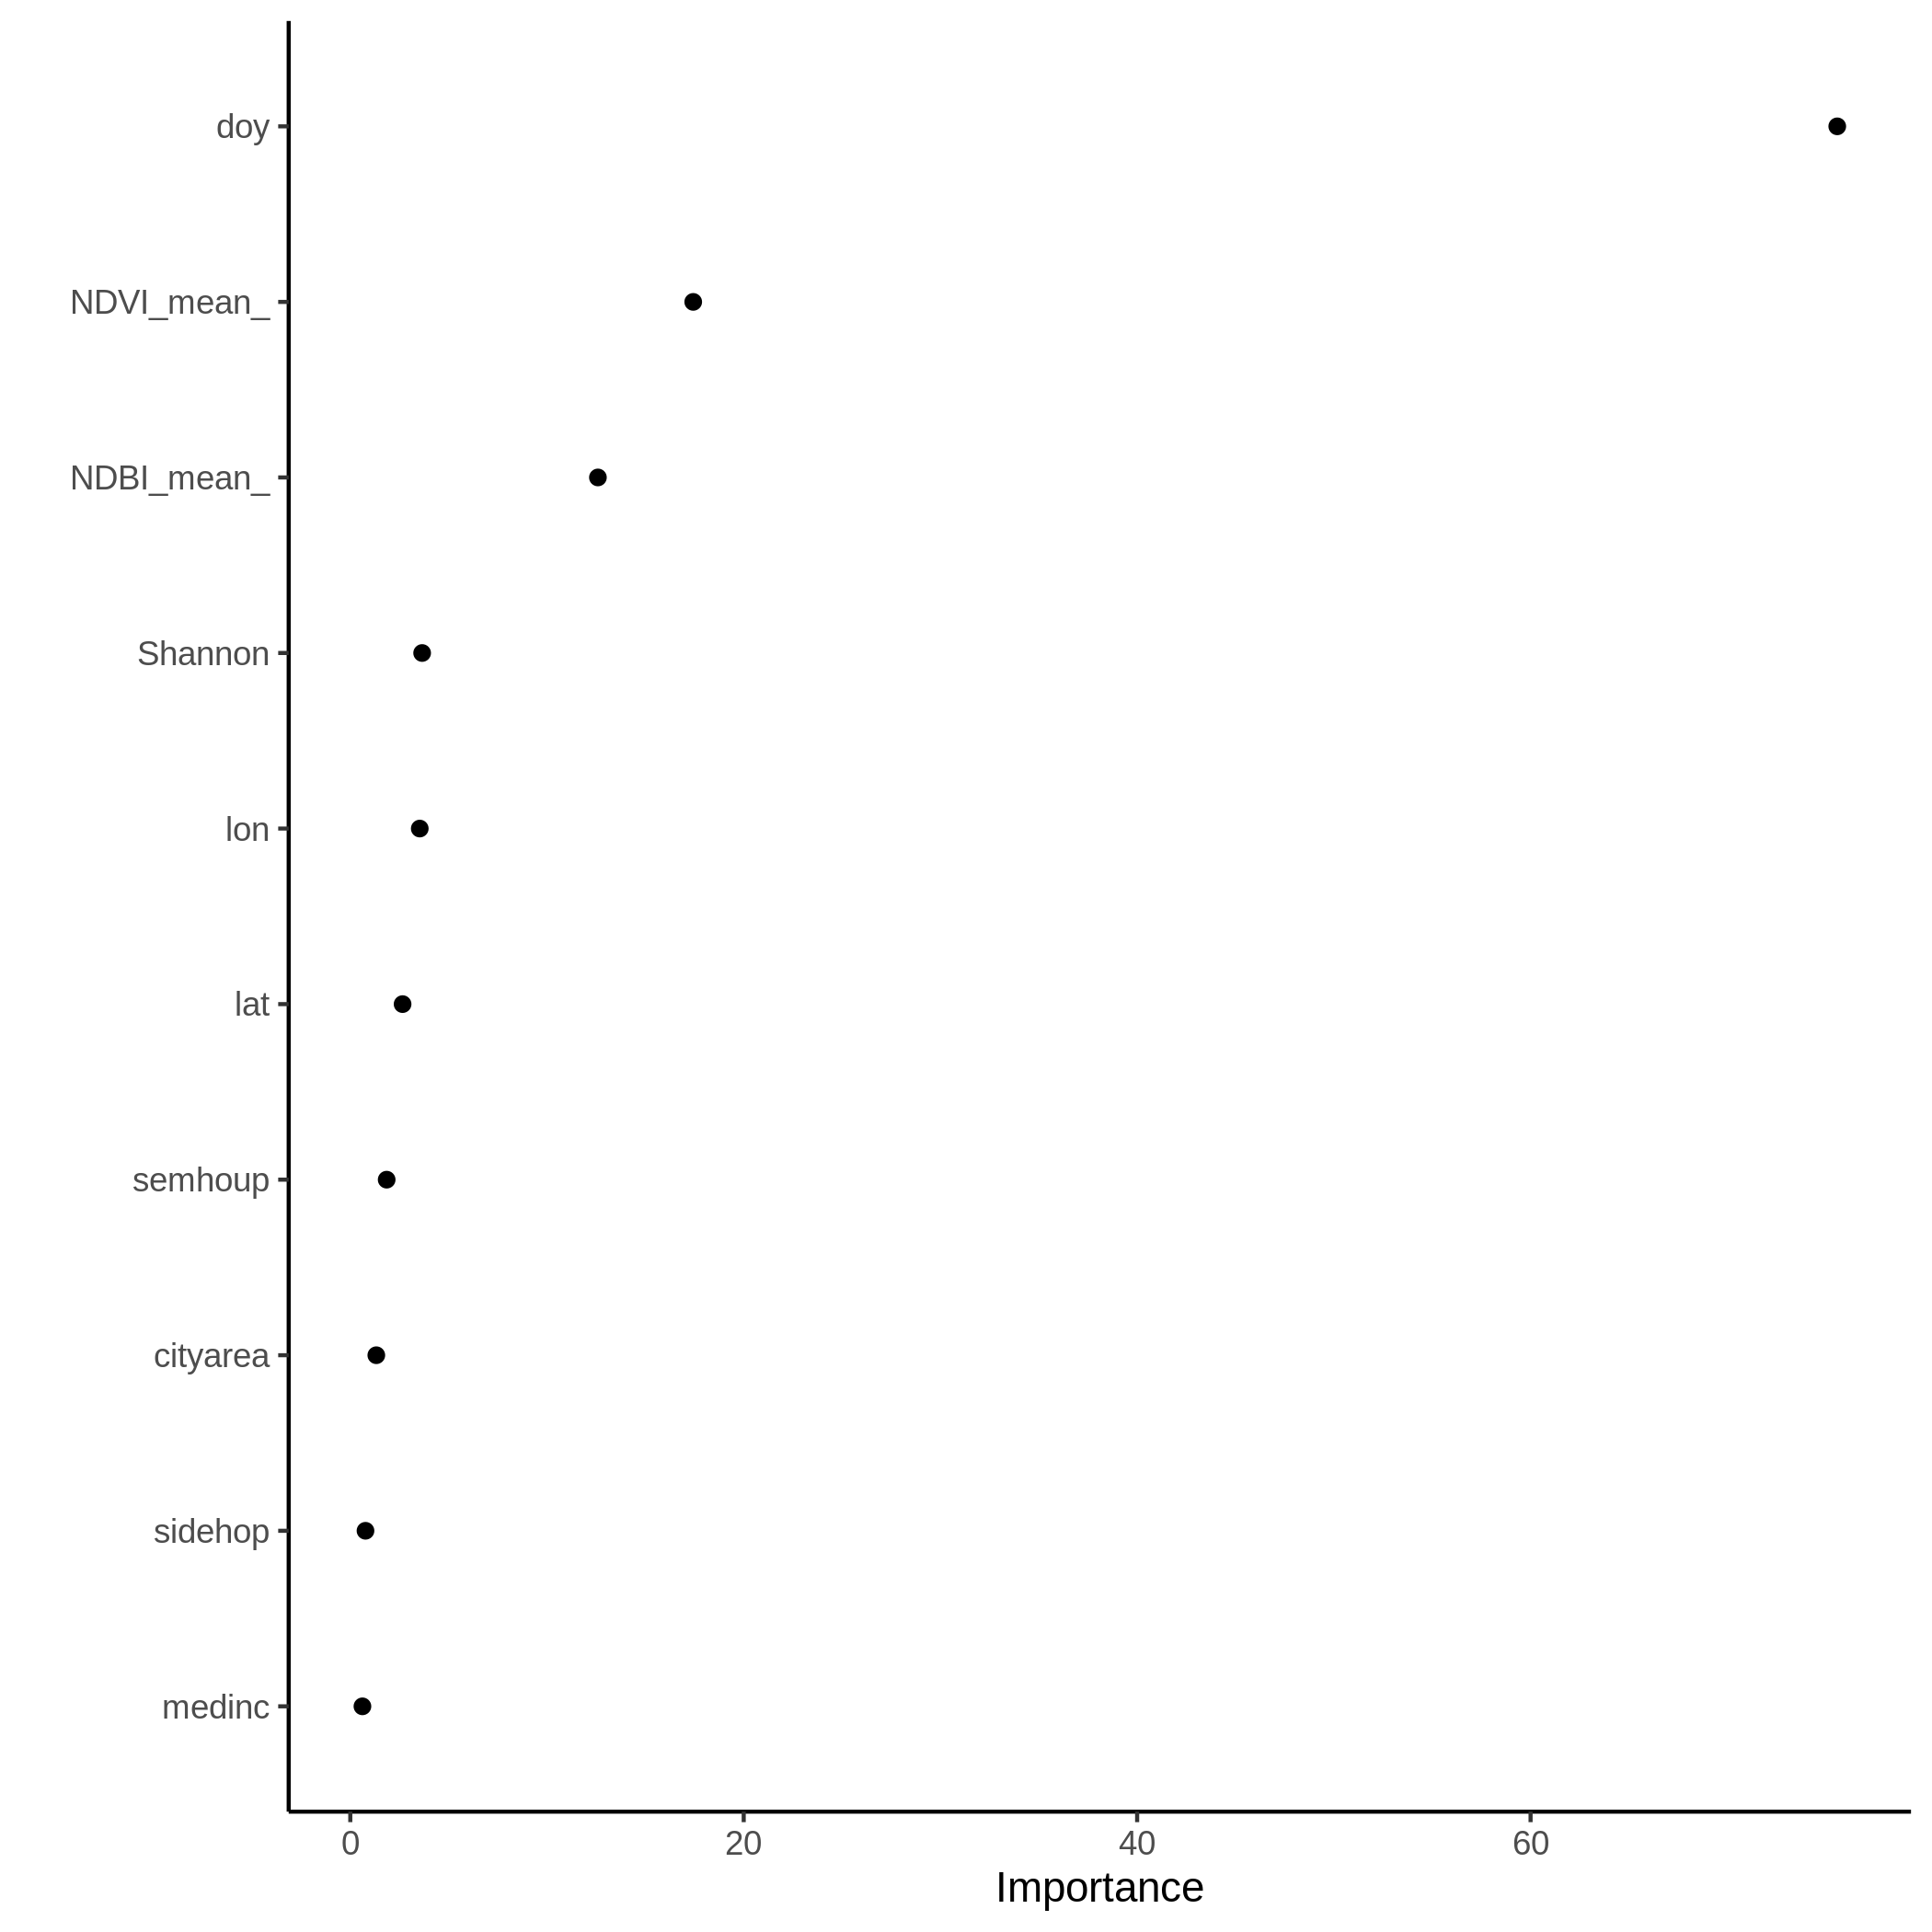 doy
NDVI_mean_
NDBI_mean_
Shannon
lon
lat
semhoup
cityarea
sidehop
medinc
0 20 40 60
Importance